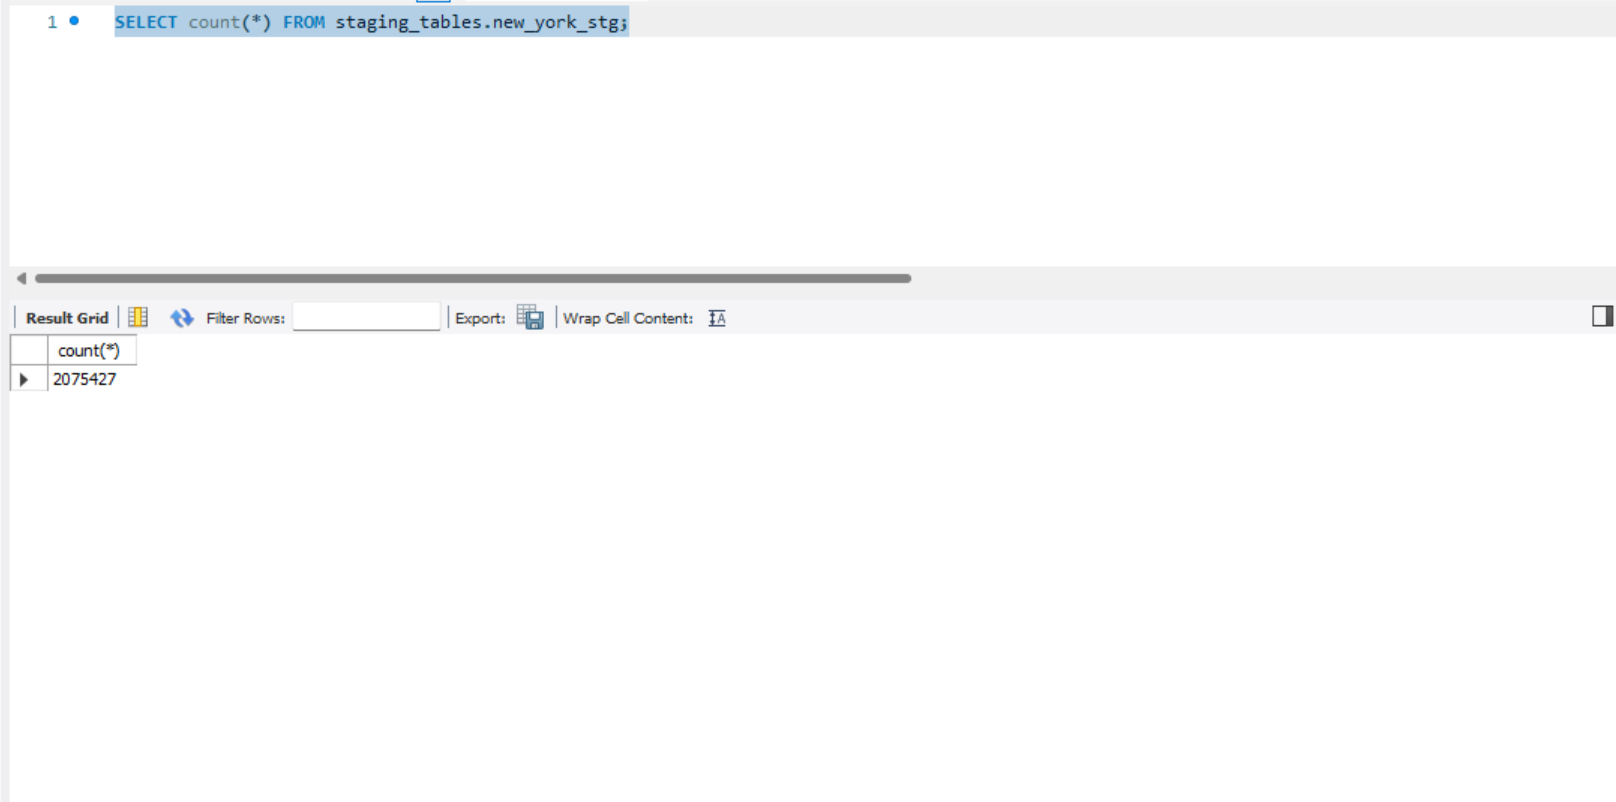 1 SELECT count(*) FROM staging_tables.new_york_stg;
Result Grid Filter Rows: Export: Wrap Cell Content:
count(*)
2075427